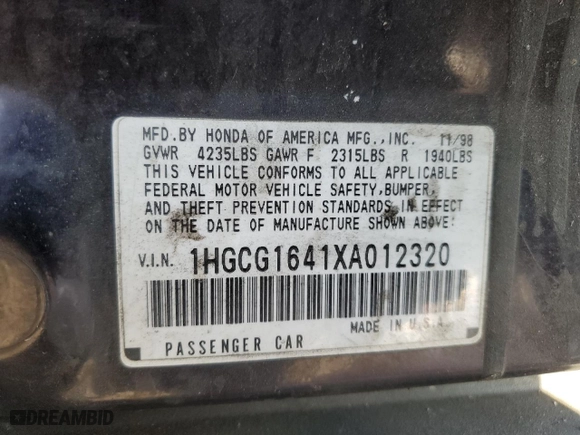 MFD.BY HONDA OF AMERICA MFG.,INC. 11/98
GVWR 4235LBS GAWR F 2315LBS R 1940LBS
THIS VEHICLE CONFORMS TO ALL APPLICABLE
FEDERAL MOTOR VEHICLE SAFETY,BUMPER,
AND THEFT PREVENTION STANDARDS IN EFFECT
ON THE DATE OF MANUFACTURE SHOWN ABOVE.
V.I.N. 1HGCG1641XA012320
MADE IN U.S.A.
PASSENGER CAR
DREAMBID